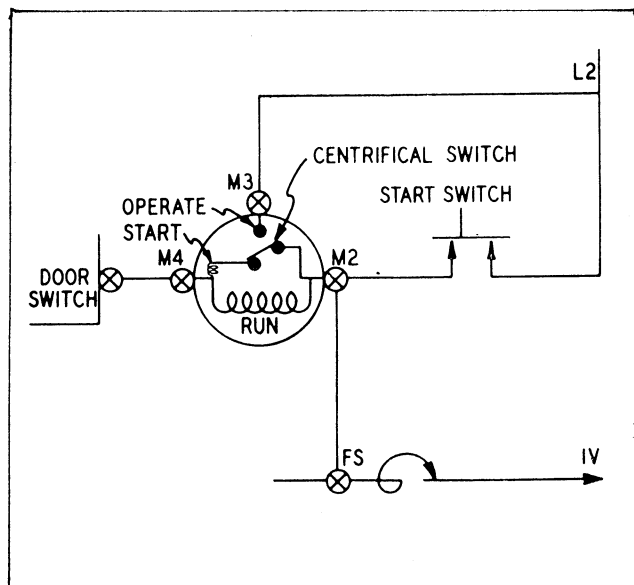 L2
CENTRIFICAL SWITCH
M3
START SWITCH
OPERATE
START
M4
M2
DOOR
SWITCH
RUN
FS
IV